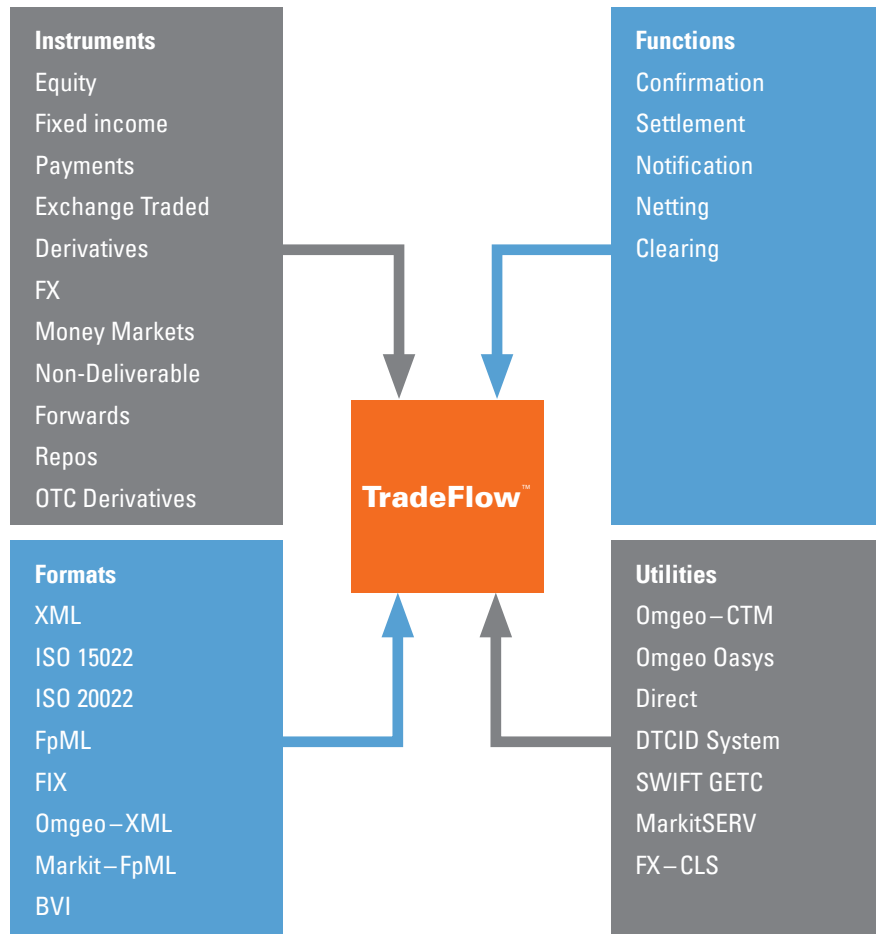 Instruments
Equity
Fixed income
Payments
Exchange Traded
Derivatives
FX
Money Markets
Non-Deliverable
Forwards
Repos
OTC Derivatives
Functions
Confirmation
Settlement
Notification
Netting
Clearing
TradeFlow™
Formats
XML
ISO 15022
ISO 20022
FpML
FIX
Omgeo–XML
Markit–FpML
BVI
Utilities
Omgeo–CTM
Omgeo Oasys
Direct
DTCID System
SWIFT GETC
MarkitSERV
FX–CLS